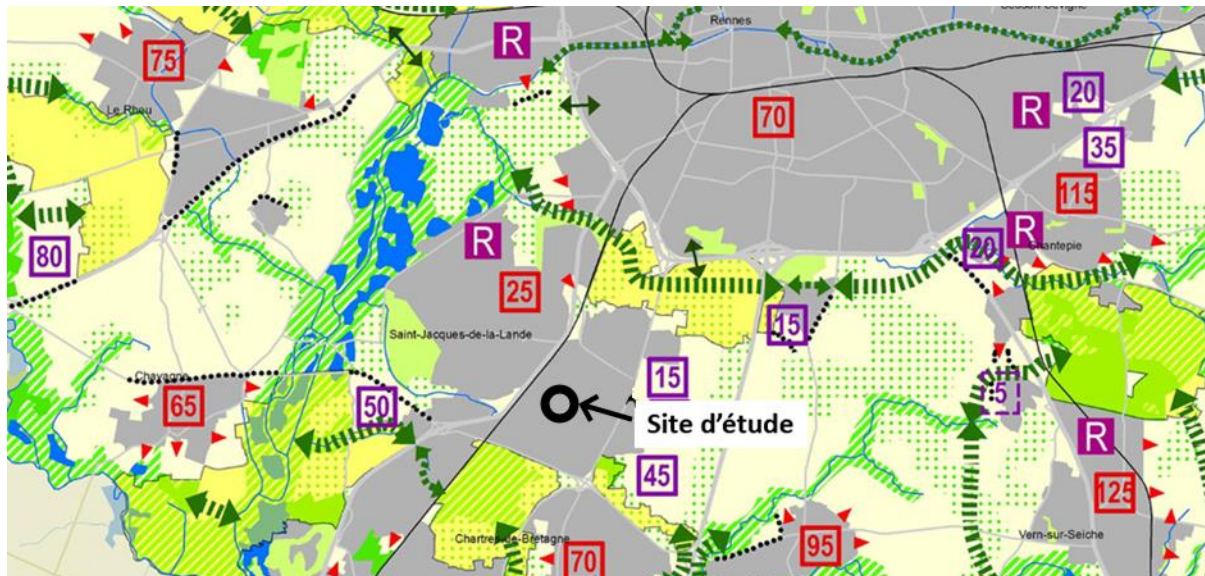 Rennes
R
75
70
20
R
Le Rheu
35
115
R
R
20
Chantepie
80
25
15
Saint-Jacques-de-la-Lande
15
Chavagne
65
50
5
Site d'étude
R
45
125
Chartres-de-Bretagne
70
95
Vern-sur-Seiche